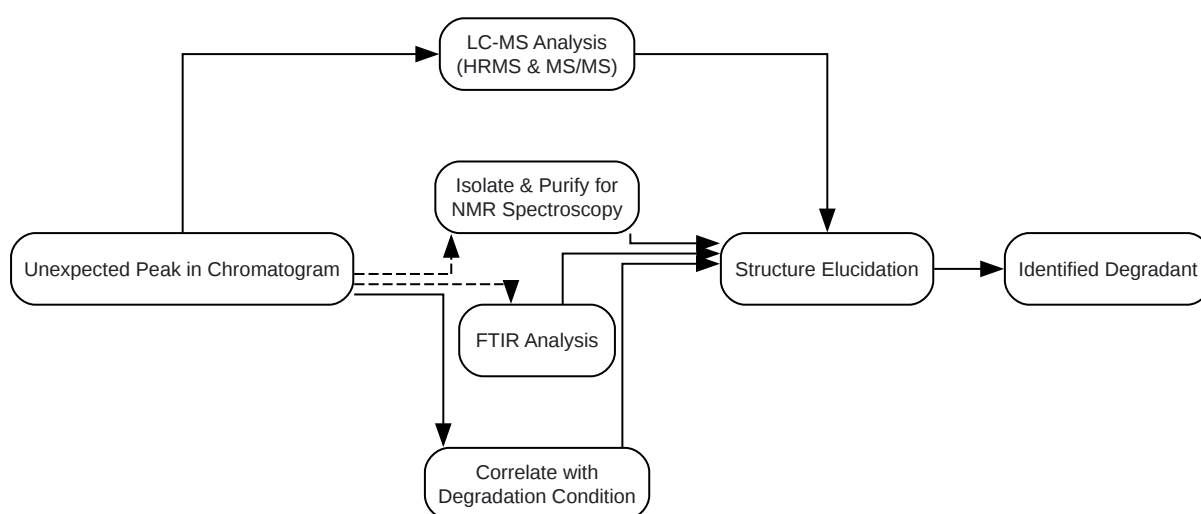 LC-MS Analysis
(HRMS & MS/MS)
Isolate & Purify for
NMR Spectroscopy
Unexpected Peak in Chromatogram
Structure Elucidation
Identified Degradant
FTIR Analysis
Correlate with
Degradation Condition